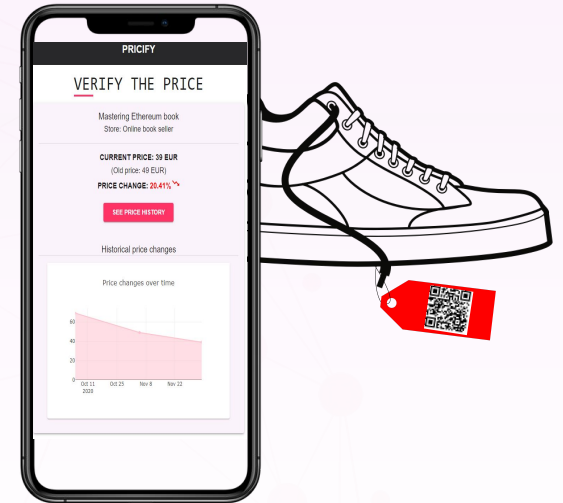 PRICIFY
VERIFY THE PRICE
Mastering Ethereum book
Store: Online book seller
CURRENT PRICE: 39 EUR
(Old price: 49 EUR)
PRICE CHANGE: 20.41%
SEE PRICE HISTORY
Historical price changes
Price changes over time
60
40
20
0
Oct 11 Oct 25 Nov 8 Nov 22
2020